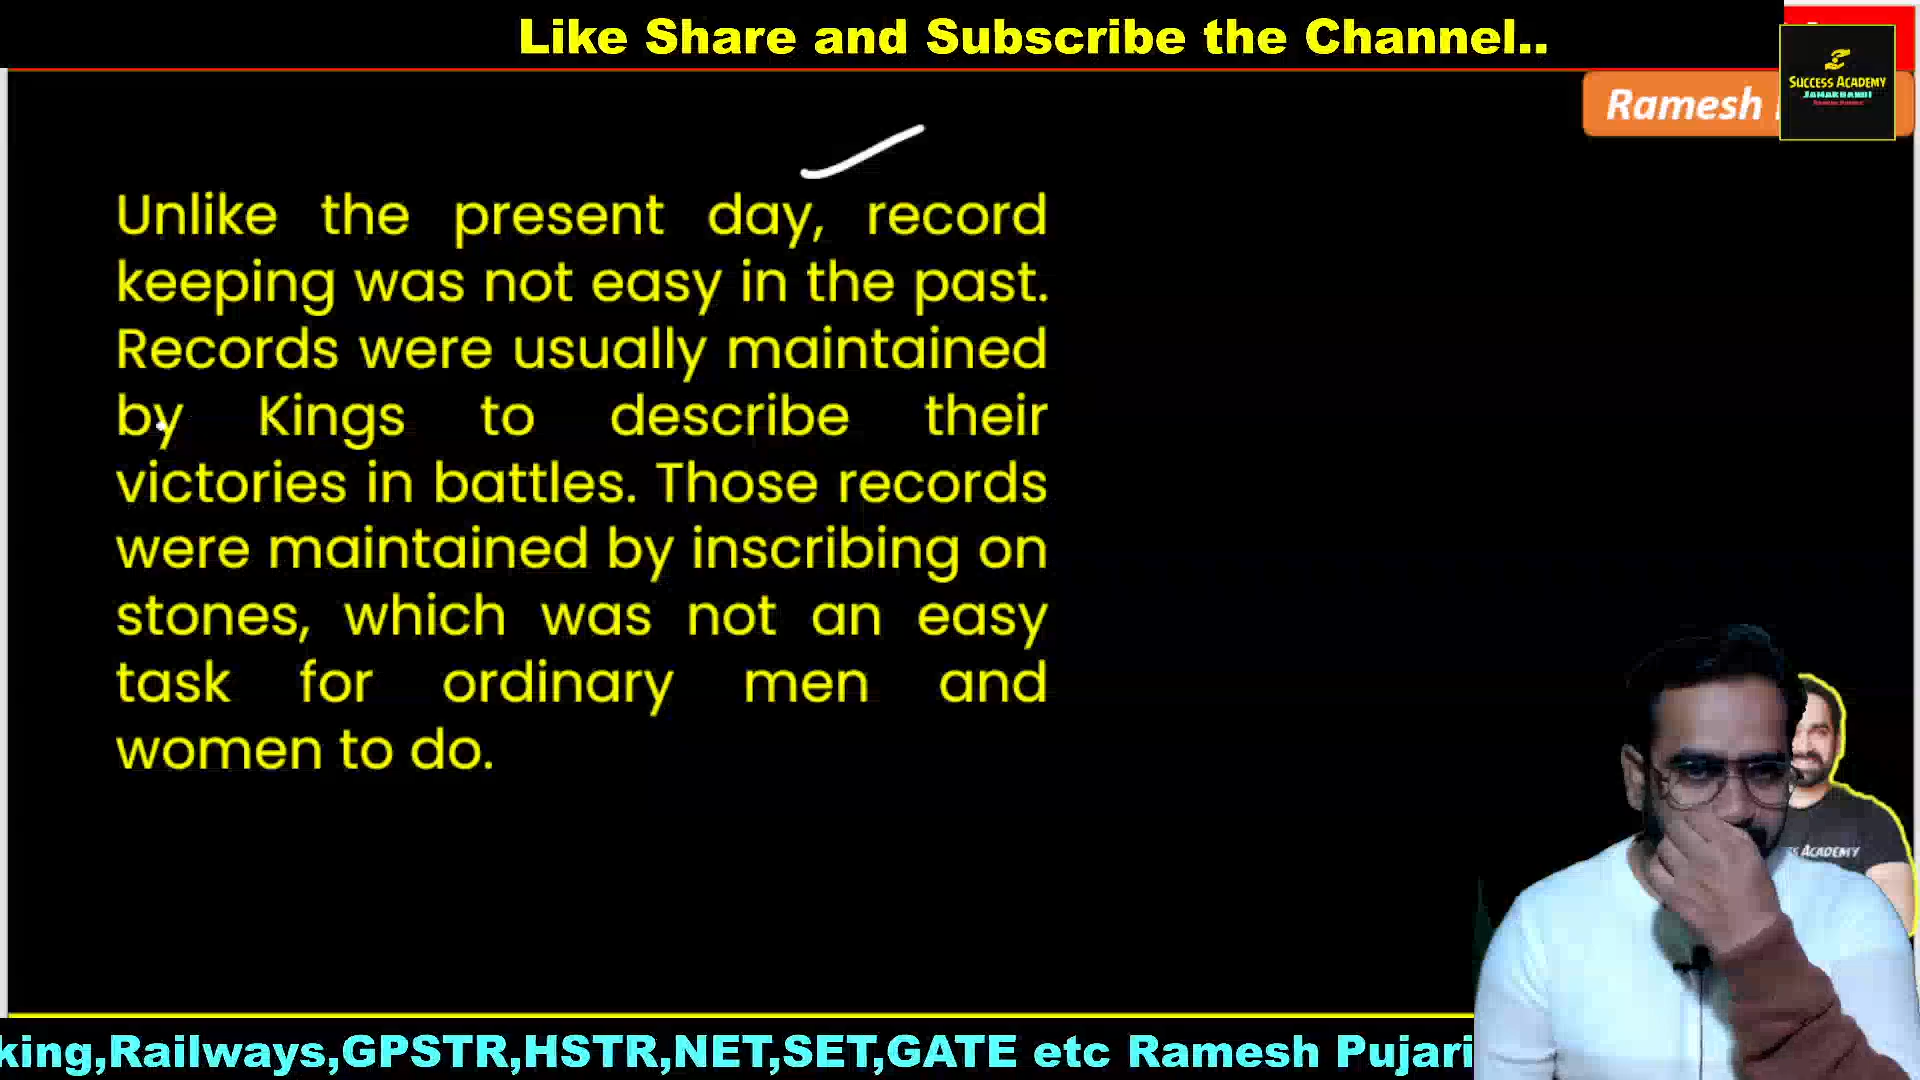 Like Share and Subscribe the Channel..
Ramesh
SUCCESS ACADEMY
JAMAKHANDI
Unlike the present day, record
keeping was not easy in the past.
Records were usually maintained
by Kings to describe their
victories in battles. Those records
were maintained by inscribing on
stones, which was not an easy
task for ordinary men and
women to do.
ACADEMY
king,Railways,GPSTR,HSTR,NET,SET,GATE etc Ramesh Pujari